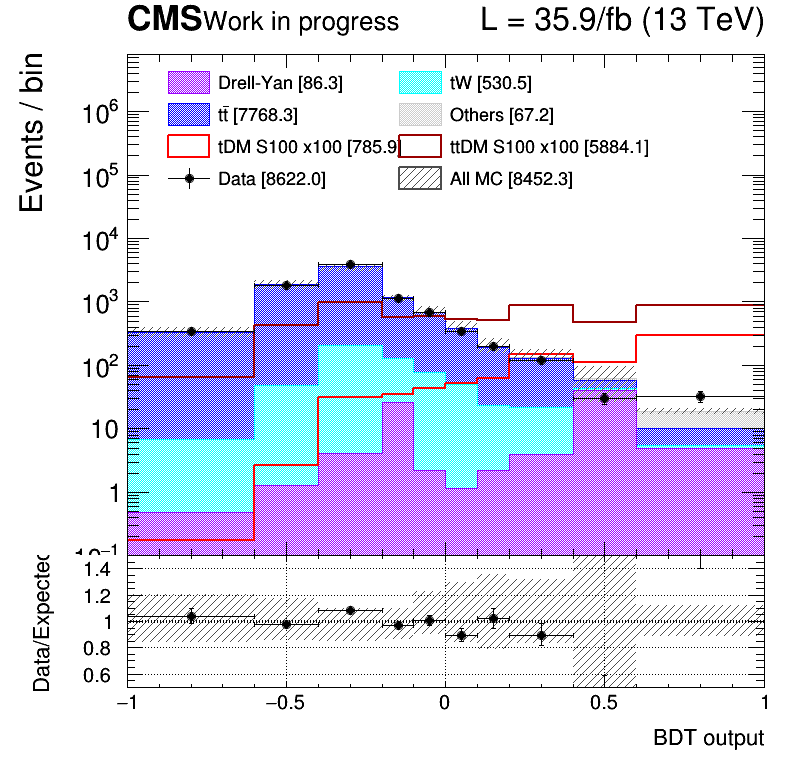 CMS Work in progress L = 35.9/fb (13 TeV)
Events / bin
Drell-Yan [86.3] tW [530.5]
tt̄ [7768.3] Others [67.2]
tDM S100 x100 [785.9] ttDM S100 x100 [5884.1]
Data [8622.0] All MC [8452.3]
10⁶
10⁵
10⁴
10³
10²
10
1
10⁻¹
Data/Expected
1.4
1.2
1
0.8
0.6
−1 −0.5 0 0.5 1
BDT output